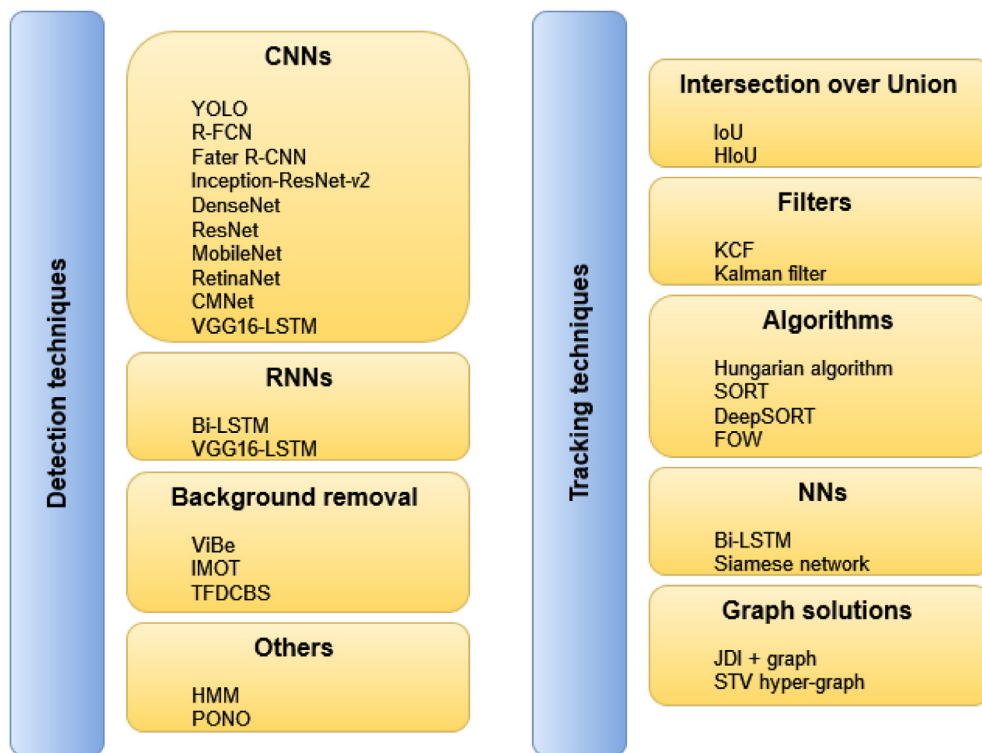 Detection techniques
CNNs
YOLO
R-FCN
Fater R-CNN
Inception-ResNet-v2
DenseNet
ResNet
MobileNet
RetinaNet
CMNet
VGG16-LSTM
RNNs
Bi-LSTM
VGG16-LSTM
Background removal
ViBe
IMOT
TFDCBS
Others
HMM
PONO
Tracking techniques
Intersection over Union
IoU
HIoU
Filters
KCF
Kalman filter
Algorithms
Hungarian algorithm
SORT
DeepSORT
FOW
NNs
Bi-LSTM
Siamese network
Graph solutions
JDI + graph
STV hyper-graph